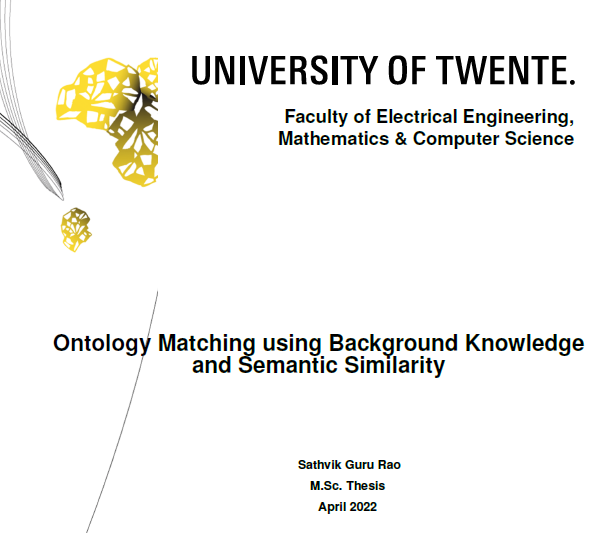 UNIVERSITY OF TWENTE.
Faculty of Electrical Engineering,
Mathematics & Computer Science
Ontology Matching using Background Knowledge
and Semantic Similarity
Sathvik Guru Rao
M.Sc. Thesis
April 2022